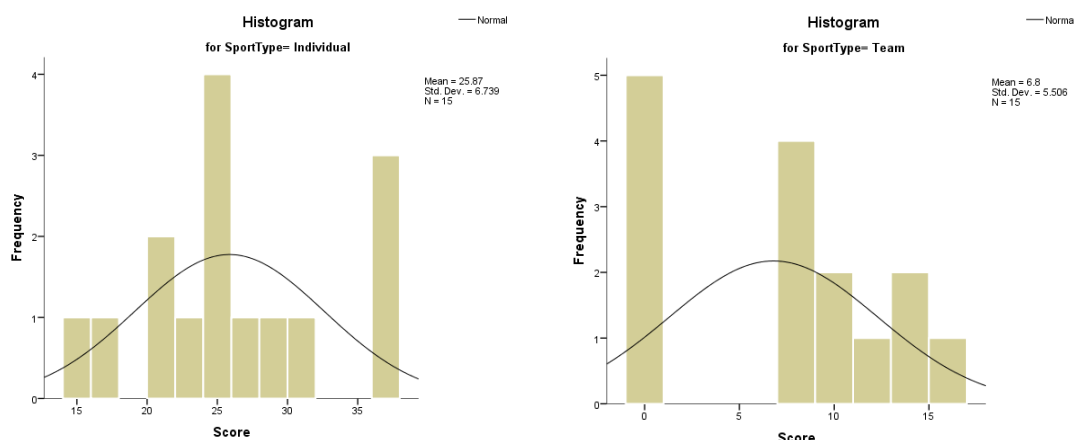 Histogram
Normal
for SportType= Individual
Mean = 25.87
Std. Dev. = 6.739
N = 15
4
3
2
1
0
Frequency
15
20
25
30
35
Score
Histogram
Norma
for SportType= Team
Mean = 6.8
Std. Dev. = 5.506
N = 15
5
4
3
2
1
0
Frequency
0
5
10
15
Score